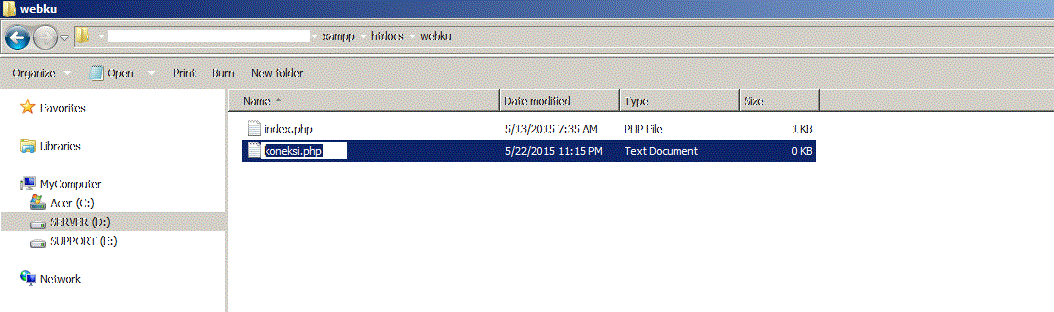 webku
xampp htdocs webku
Organize Open Print Burn New folder
Favorites
Libraries
MyComputer
Acer (C:)
SERVER (D:)
SUPPORT (E:)
Network
Name Date modified Type Size
index.php 5/13/2015 7:35 AM PHP File 1 KB
koneksi.php 5/22/2015 11:15 PM Text Document 0 KB